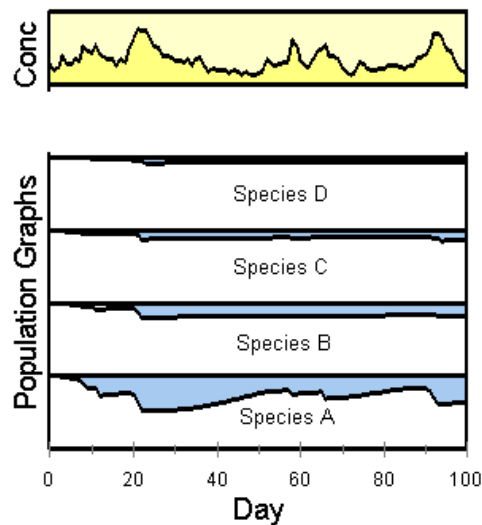 Conc
Population Graphs
Species D
Species C
Species B
Species A
0 20 40 60 80 100
Day